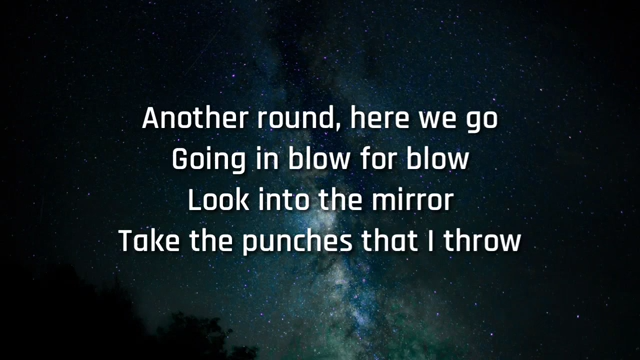 Another round, here we go
Going in blow for blow
Look into the mirror
Take the punches that I throw